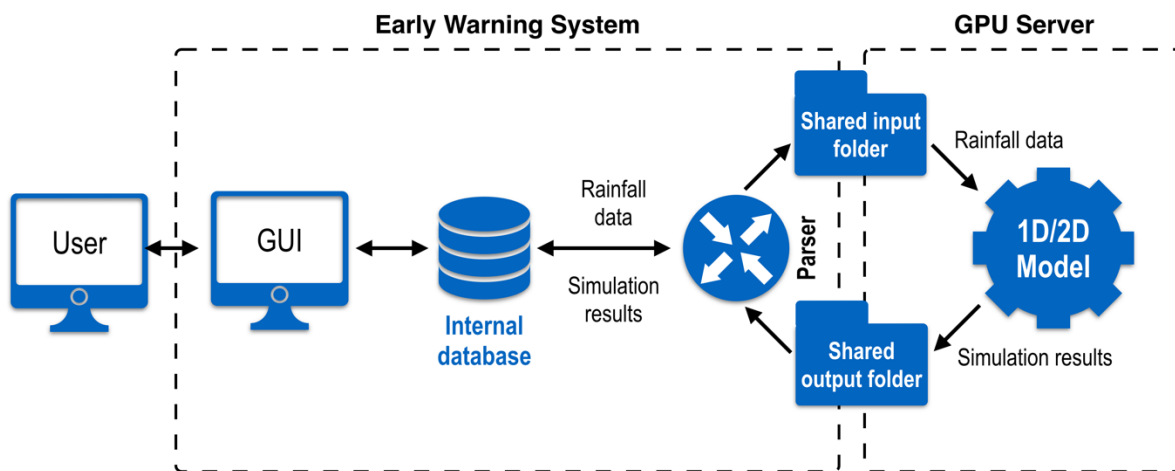 Early Warning System
GPU Server
User
GUI
Internal
database
Rainfall
data
Simulation
results
Parser
Shared input
folder
Rainfall data
1D/2D
Model
Simulation results
Shared
output folder